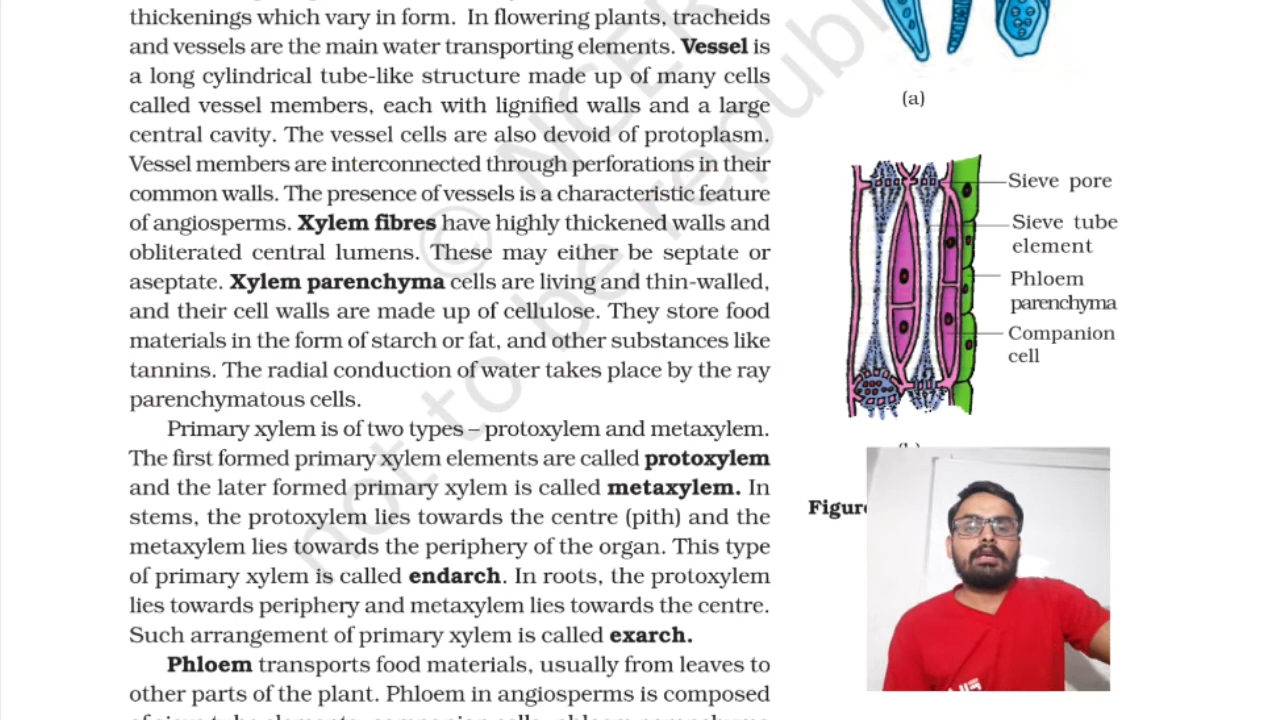 thickenings which vary in form. In flowering plants, tracheids
and vessels are the main water transporting elements. Vessel is
a long cylindrical tube-like structure made up of many cells
called vessel members, each with lignified walls and a large
central cavity. The vessel cells are also devoid of protoplasm.
Vessel members are interconnected through perforations in their
common walls. The presence of vessels is a characteristic feature
of angiosperms. Xylem fibres have highly thickened walls and
obliterated central lumens. These may either be septate or
aseptate. Xylem parenchyma cells are living and thin-walled,
and their cell walls are made up of cellulose. They store food
materials in the form of starch or fat, and other substances like
tannins. The radial conduction of water takes place by the ray
parenchymatous cells.
Primary xylem is of two types – protoxylem and metaxylem.
The first formed primary xylem elements are called protoxylem
and the later formed primary xylem is called metaxylem. In
stems, the protoxylem lies towards the centre (pith) and the
metaxylem lies towards the periphery of the organ. This type
of primary xylem is called endarch. In roots, the protoxylem
lies towards periphery and metaxylem lies towards the centre.
Such arrangement of primary xylem is called exarch.
Phloem transports food materials, usually from leaves to
other parts of the plant. Phloem in angiosperms is composed
(a)
Sieve pore
Sieve tube
element
Phloem
parenchyma
Companion
cell
not to be republi